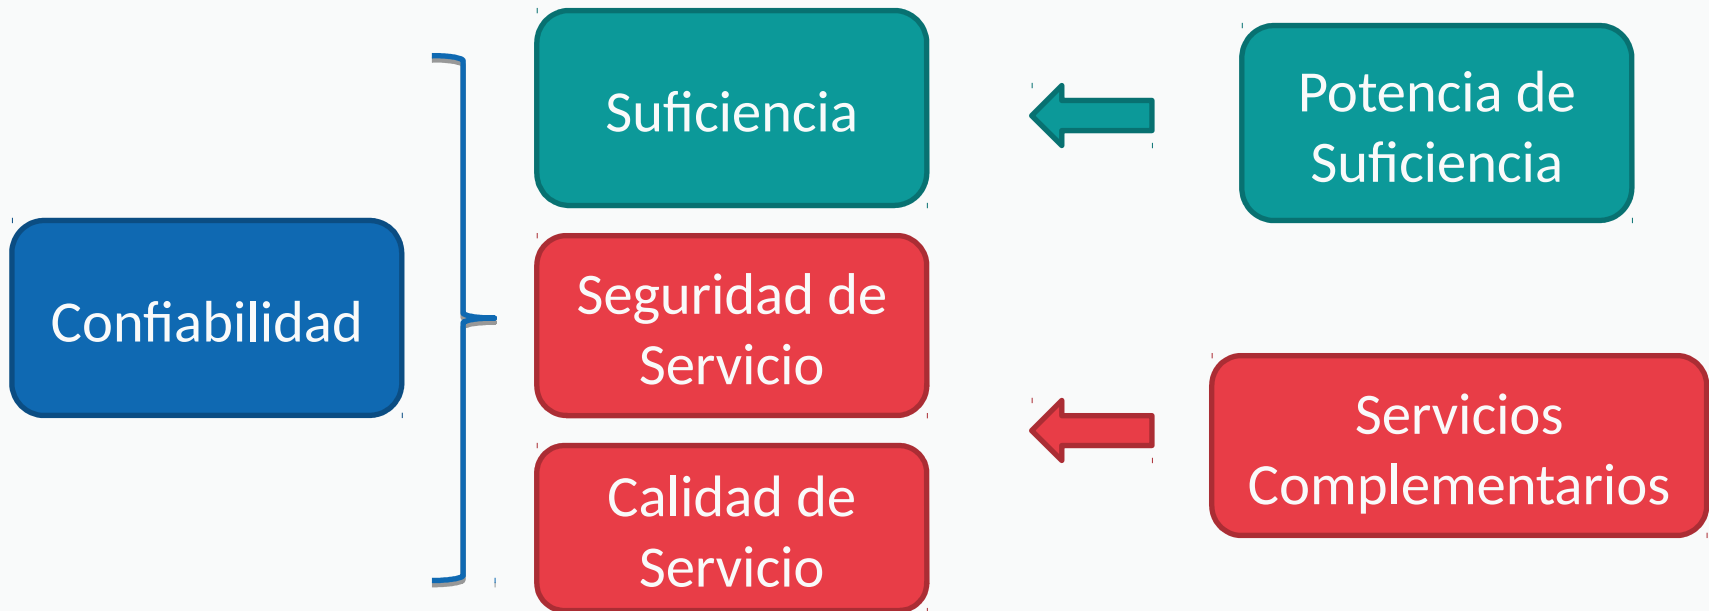 Confiabilidad
Suficiencia
Seguridad de
Servicio
Calidad de
Servicio
Potencia de
Suficiencia
Servicios
Complementarios